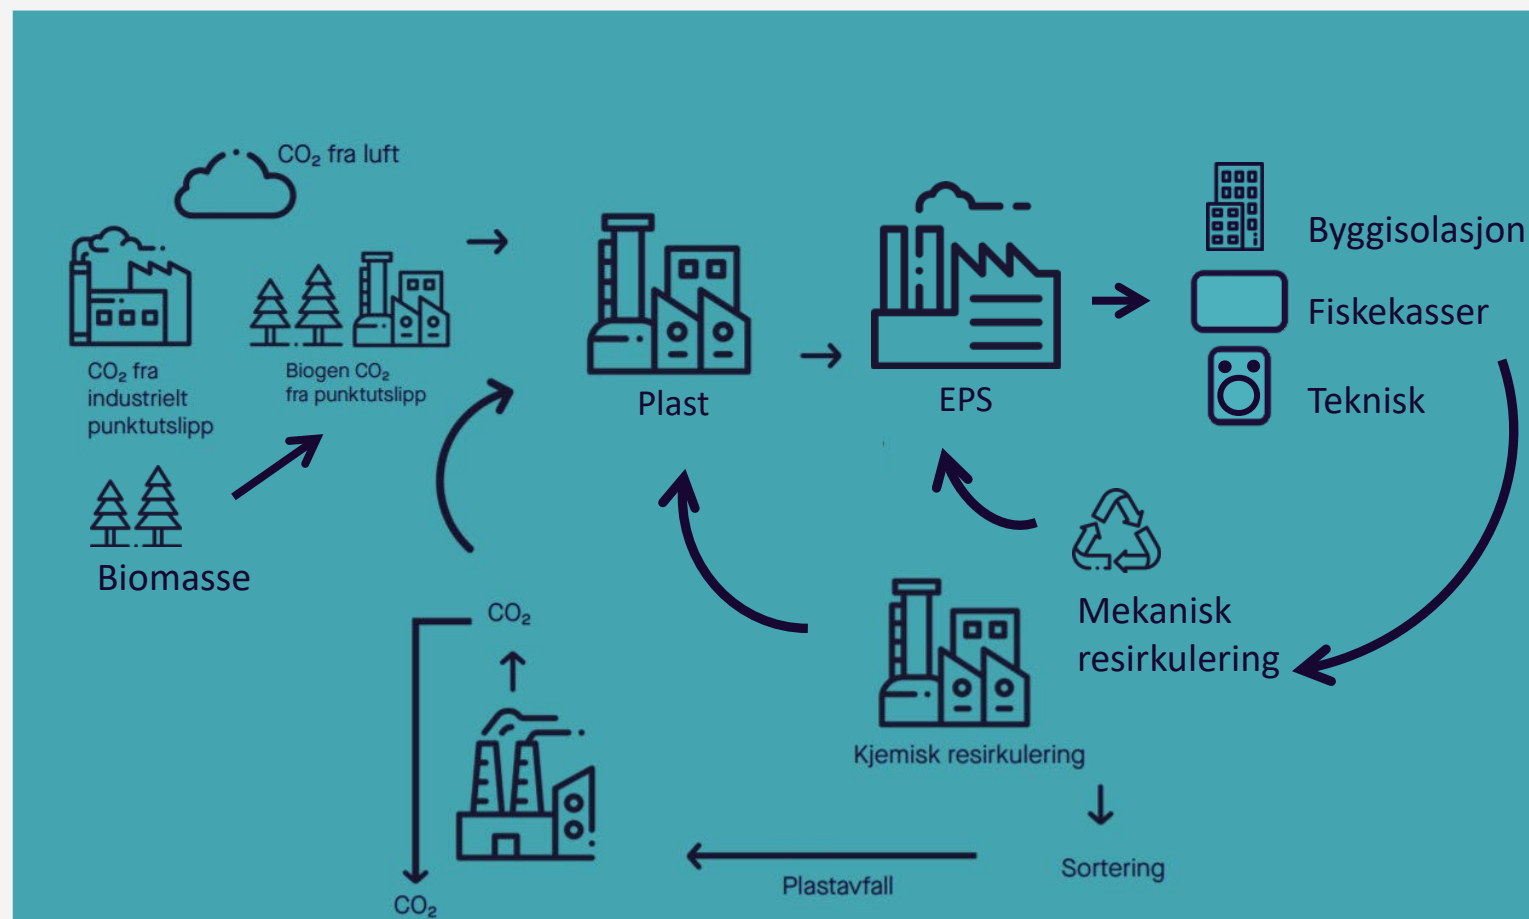 CO₂ fra luft
CO₂ fra
industrielt
punktutslipp
Biogen CO₂
fra punktutslipp
Biomasse
Plast
EPS
Byggisolasjon
Fiskekasser
Teknisk
Mekanisk
resirkulering
Kjemisk resirkulering
Sortering
Plastavfall
CO₂
CO₂